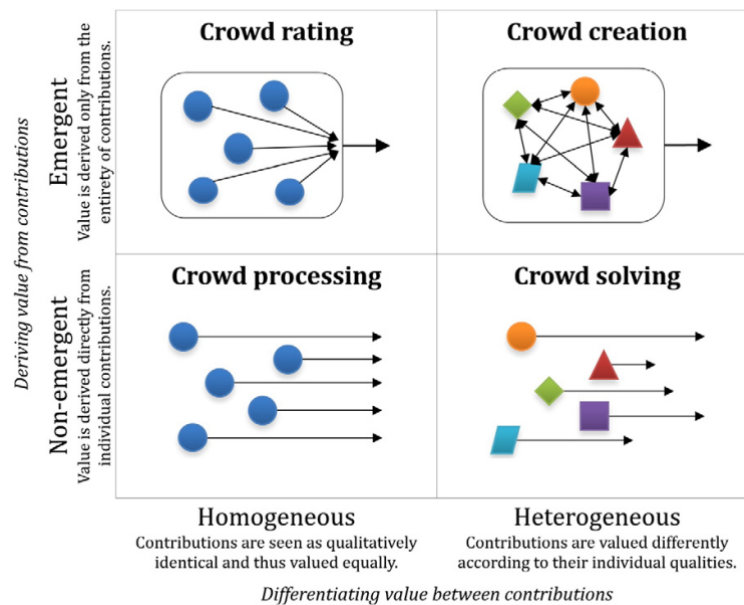 Crowd rating
Crowd creation
Deriving value from contributions
Emergent
Value is derived only from the
entirety of contributions.
Crowd processing
Crowd solving
Non-emergent
Value is derived directly from
individual contributions.
Homogeneous
Contributions are seen as qualitatively
identical and thus valued equally.
Heterogeneous
Contributions are valued differently
according to their individual qualities.
Differentiating value between contributions